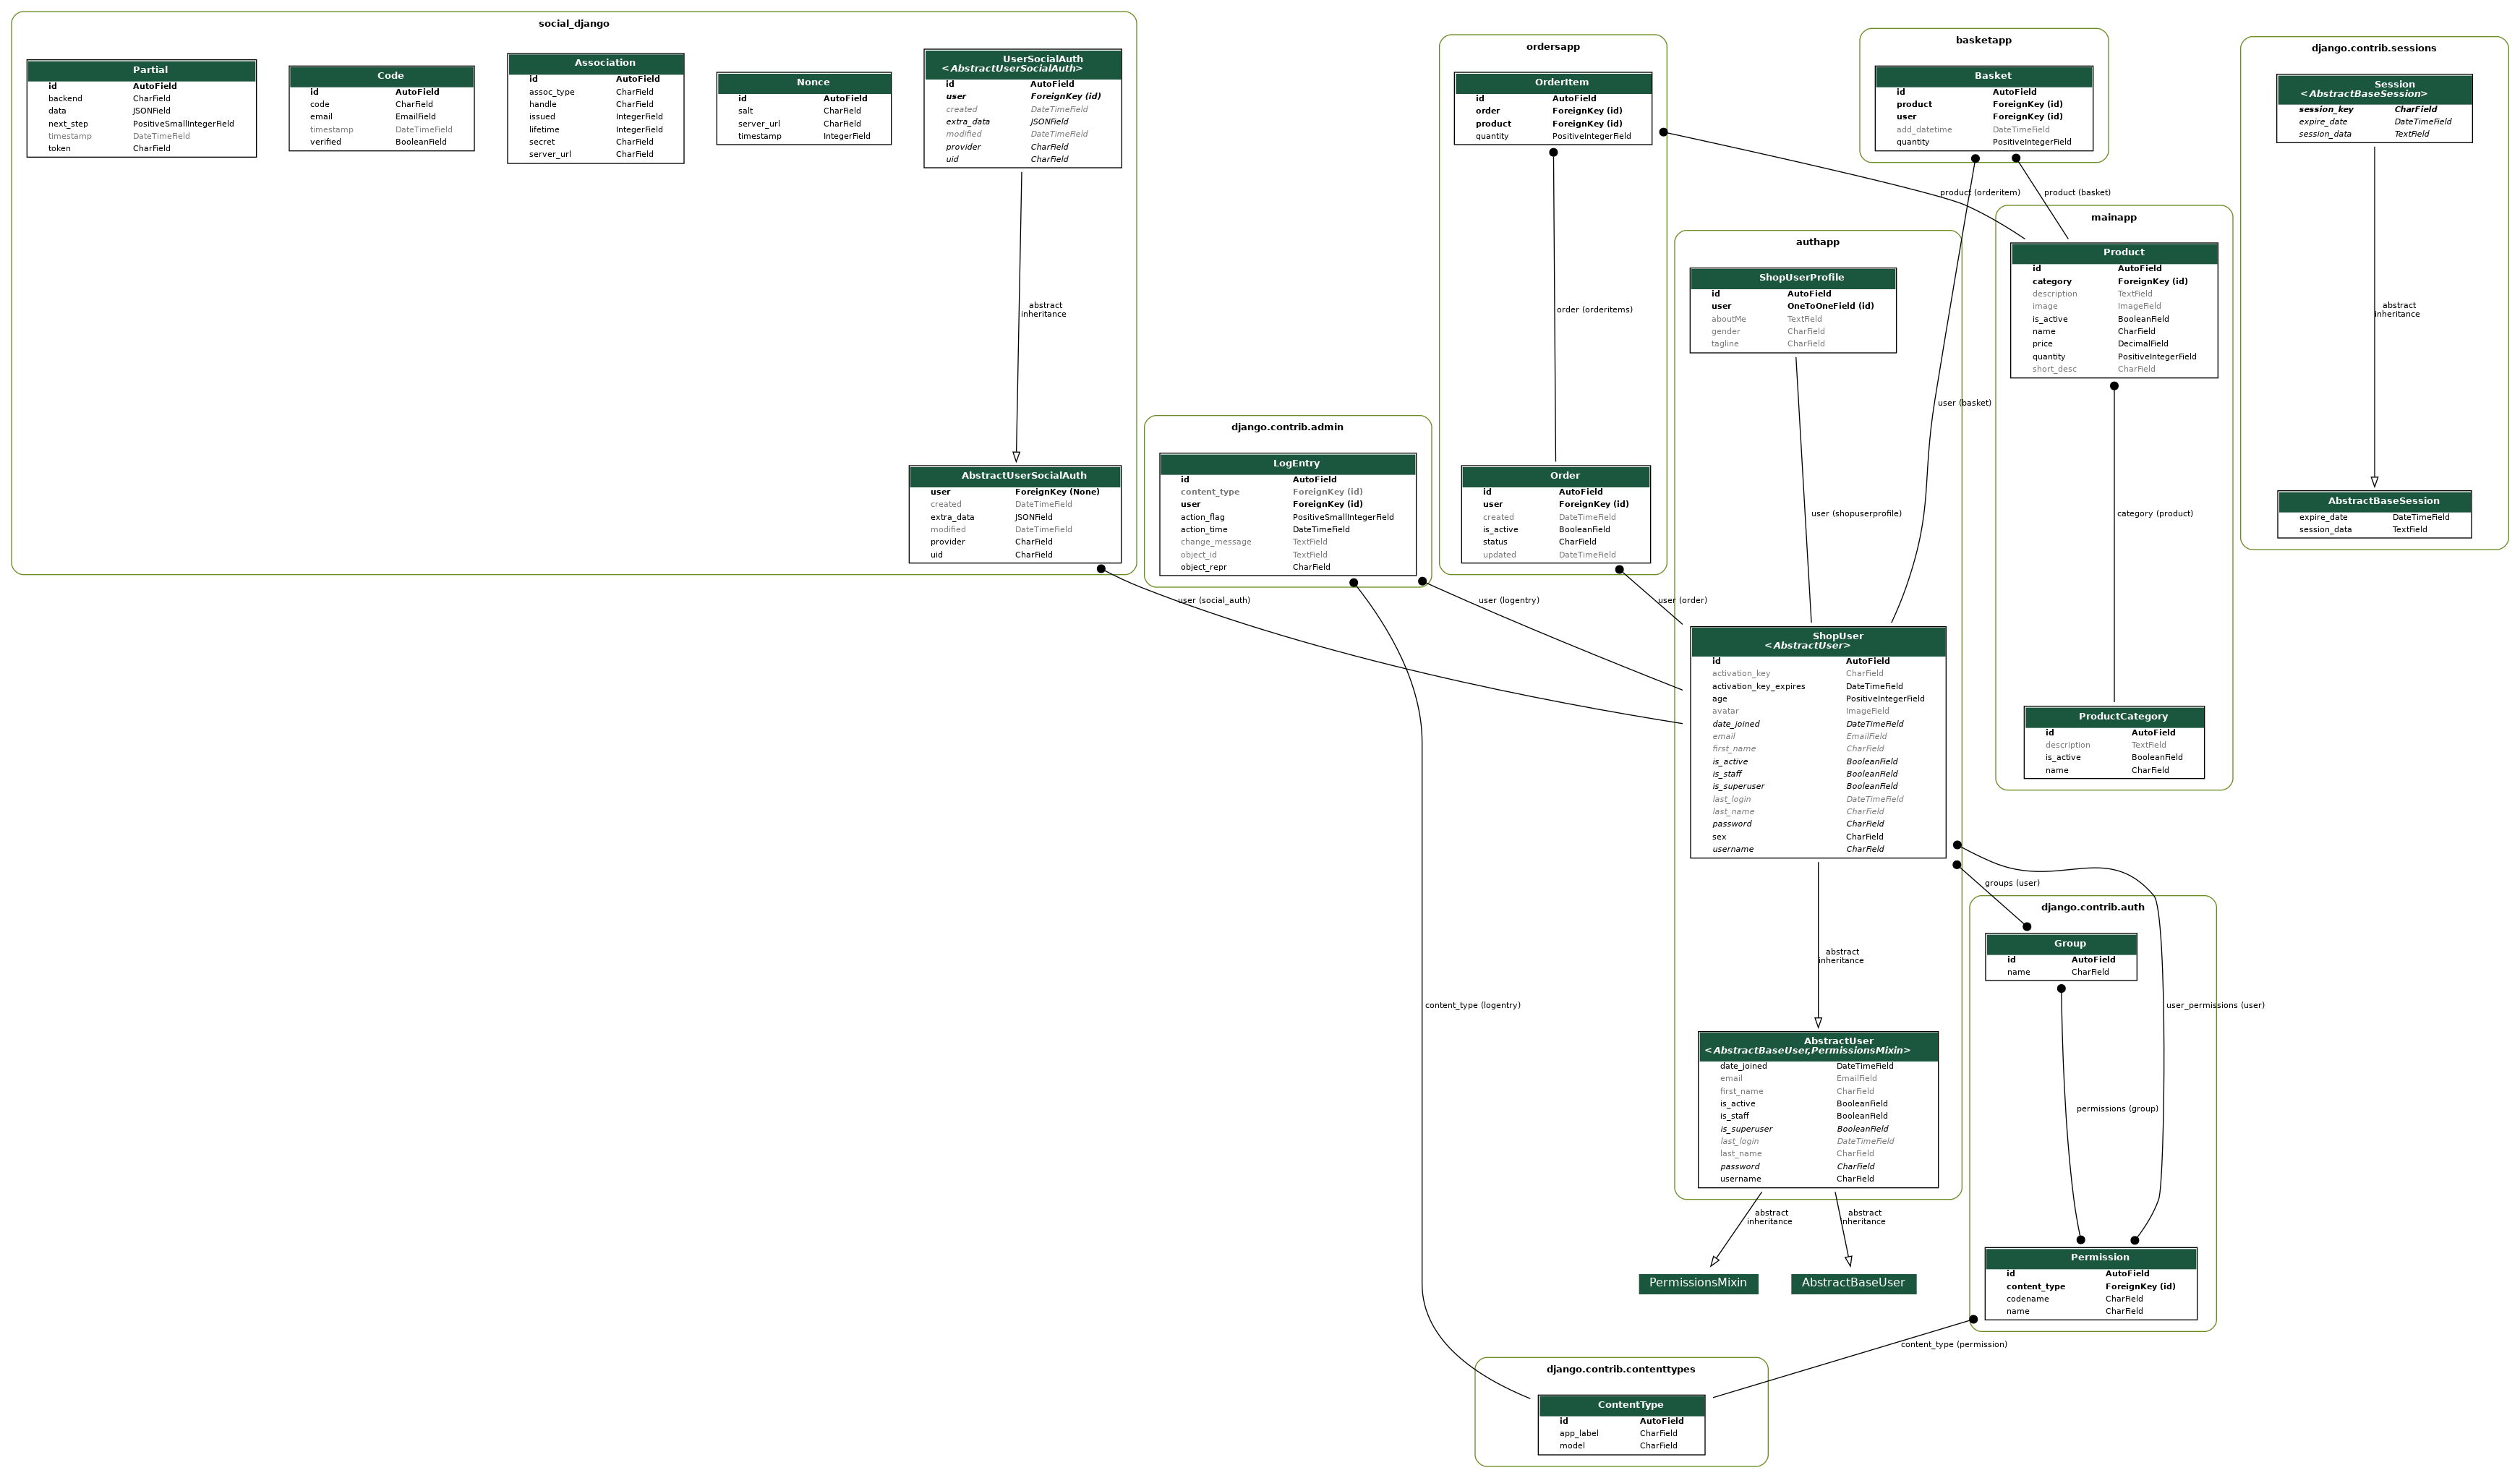 social_django
Partial
id AutoField
backend CharField
data JSONField
next_step PositiveSmallIntegerField
timestamp DateTimeField
token CharField
Code
id AutoField
code CharField
email EmailField
timestamp DateTimeField
verified BooleanField
Association
id AutoField
assoc_type CharField
handle CharField
issued IntegerField
lifetime IntegerField
secret CharField
server_url CharField
Nonce
id AutoField
salt CharField
server_url CharField
timestamp IntegerField
UserSocialAuth
<AbstractUserSocialAuth>
id AutoField
user ForeignKey (id)
created DateTimeField
extra_data JSONField
modified DateTimeField
provider CharField
uid CharField
abstract
inheritance
AbstractUserSocialAuth
user ForeignKey (None)
created DateTimeField
extra_data JSONField
modified DateTimeField
provider CharField
uid CharField
user (social_auth)
django.contrib.admin
LogEntry
id AutoField
content_type ForeignKey (id)
user ForeignKey (id)
action_flag PositiveSmallIntegerField
action_time DateTimeField
change_message TextField
object_id TextField
object_repr CharField
user (logentry)
content_type (logentry)
ordersapp
OrderItem
id AutoField
order ForeignKey (id)
product ForeignKey (id)
quantity PositiveIntegerField
product (orderitem)
order (orderitems)
Order
id AutoField
user ForeignKey (id)
created DateTimeField
is_active BooleanField
status CharField
updated DateTimeField
user (order)
basketapp
Basket
id AutoField
product ForeignKey (id)
user ForeignKey (id)
add_datetime DateTimeField
quantity PositiveIntegerField
product (basket)
user (basket)
authapp
ShopUserProfile
id AutoField
user OneToOneField (id)
aboutMe TextField
gender CharField
tagline CharField
user (shopuserprofile)
ShopUser
<AbstractUser>
id AutoField
activation_key CharField
activation_key_expires DateTimeField
age PositiveIntegerField
avatar ImageField
date_joined DateTimeField
email EmailField
first_name CharField
is_active BooleanField
is_staff BooleanField
is_superuser BooleanField
last_login DateTimeField
last_name CharField
password CharField
sex CharField
username CharField
abstract
inheritance
AbstractUser
<AbstractBaseUser,PermissionsMixin>
date_joined DateTimeField
email EmailField
first_name CharField
is_active BooleanField
is_staff BooleanField
is_superuser BooleanField
last_login DateTimeField
last_name CharField
password CharField
username CharField
abstract
inheritance
abstract
inheritance
PermissionsMixin
AbstractBaseUser
mainapp
Product
id AutoField
category ForeignKey (id)
description TextField
image ImageField
is_active BooleanField
name CharField
price DecimalField
quantity PositiveIntegerField
short_desc CharField
category (product)
ProductCategory
id AutoField
description TextField
is_active BooleanField
name CharField
django.contrib.sessions
Session
<AbstractBaseSession>
session_key CharField
expire_date DateTimeField
session_data TextField
abstract
inheritance
AbstractBaseSession
expire_date DateTimeField
session_data TextField
groups (user)
django.contrib.auth
Group
id AutoField
name CharField
user_permissions (user)
permissions (group)
Permission
id AutoField
content_type ForeignKey (id)
codename CharField
name CharField
content_type (permission)
django.contrib.contenttypes
ContentType
id AutoField
app_label CharField
model CharField